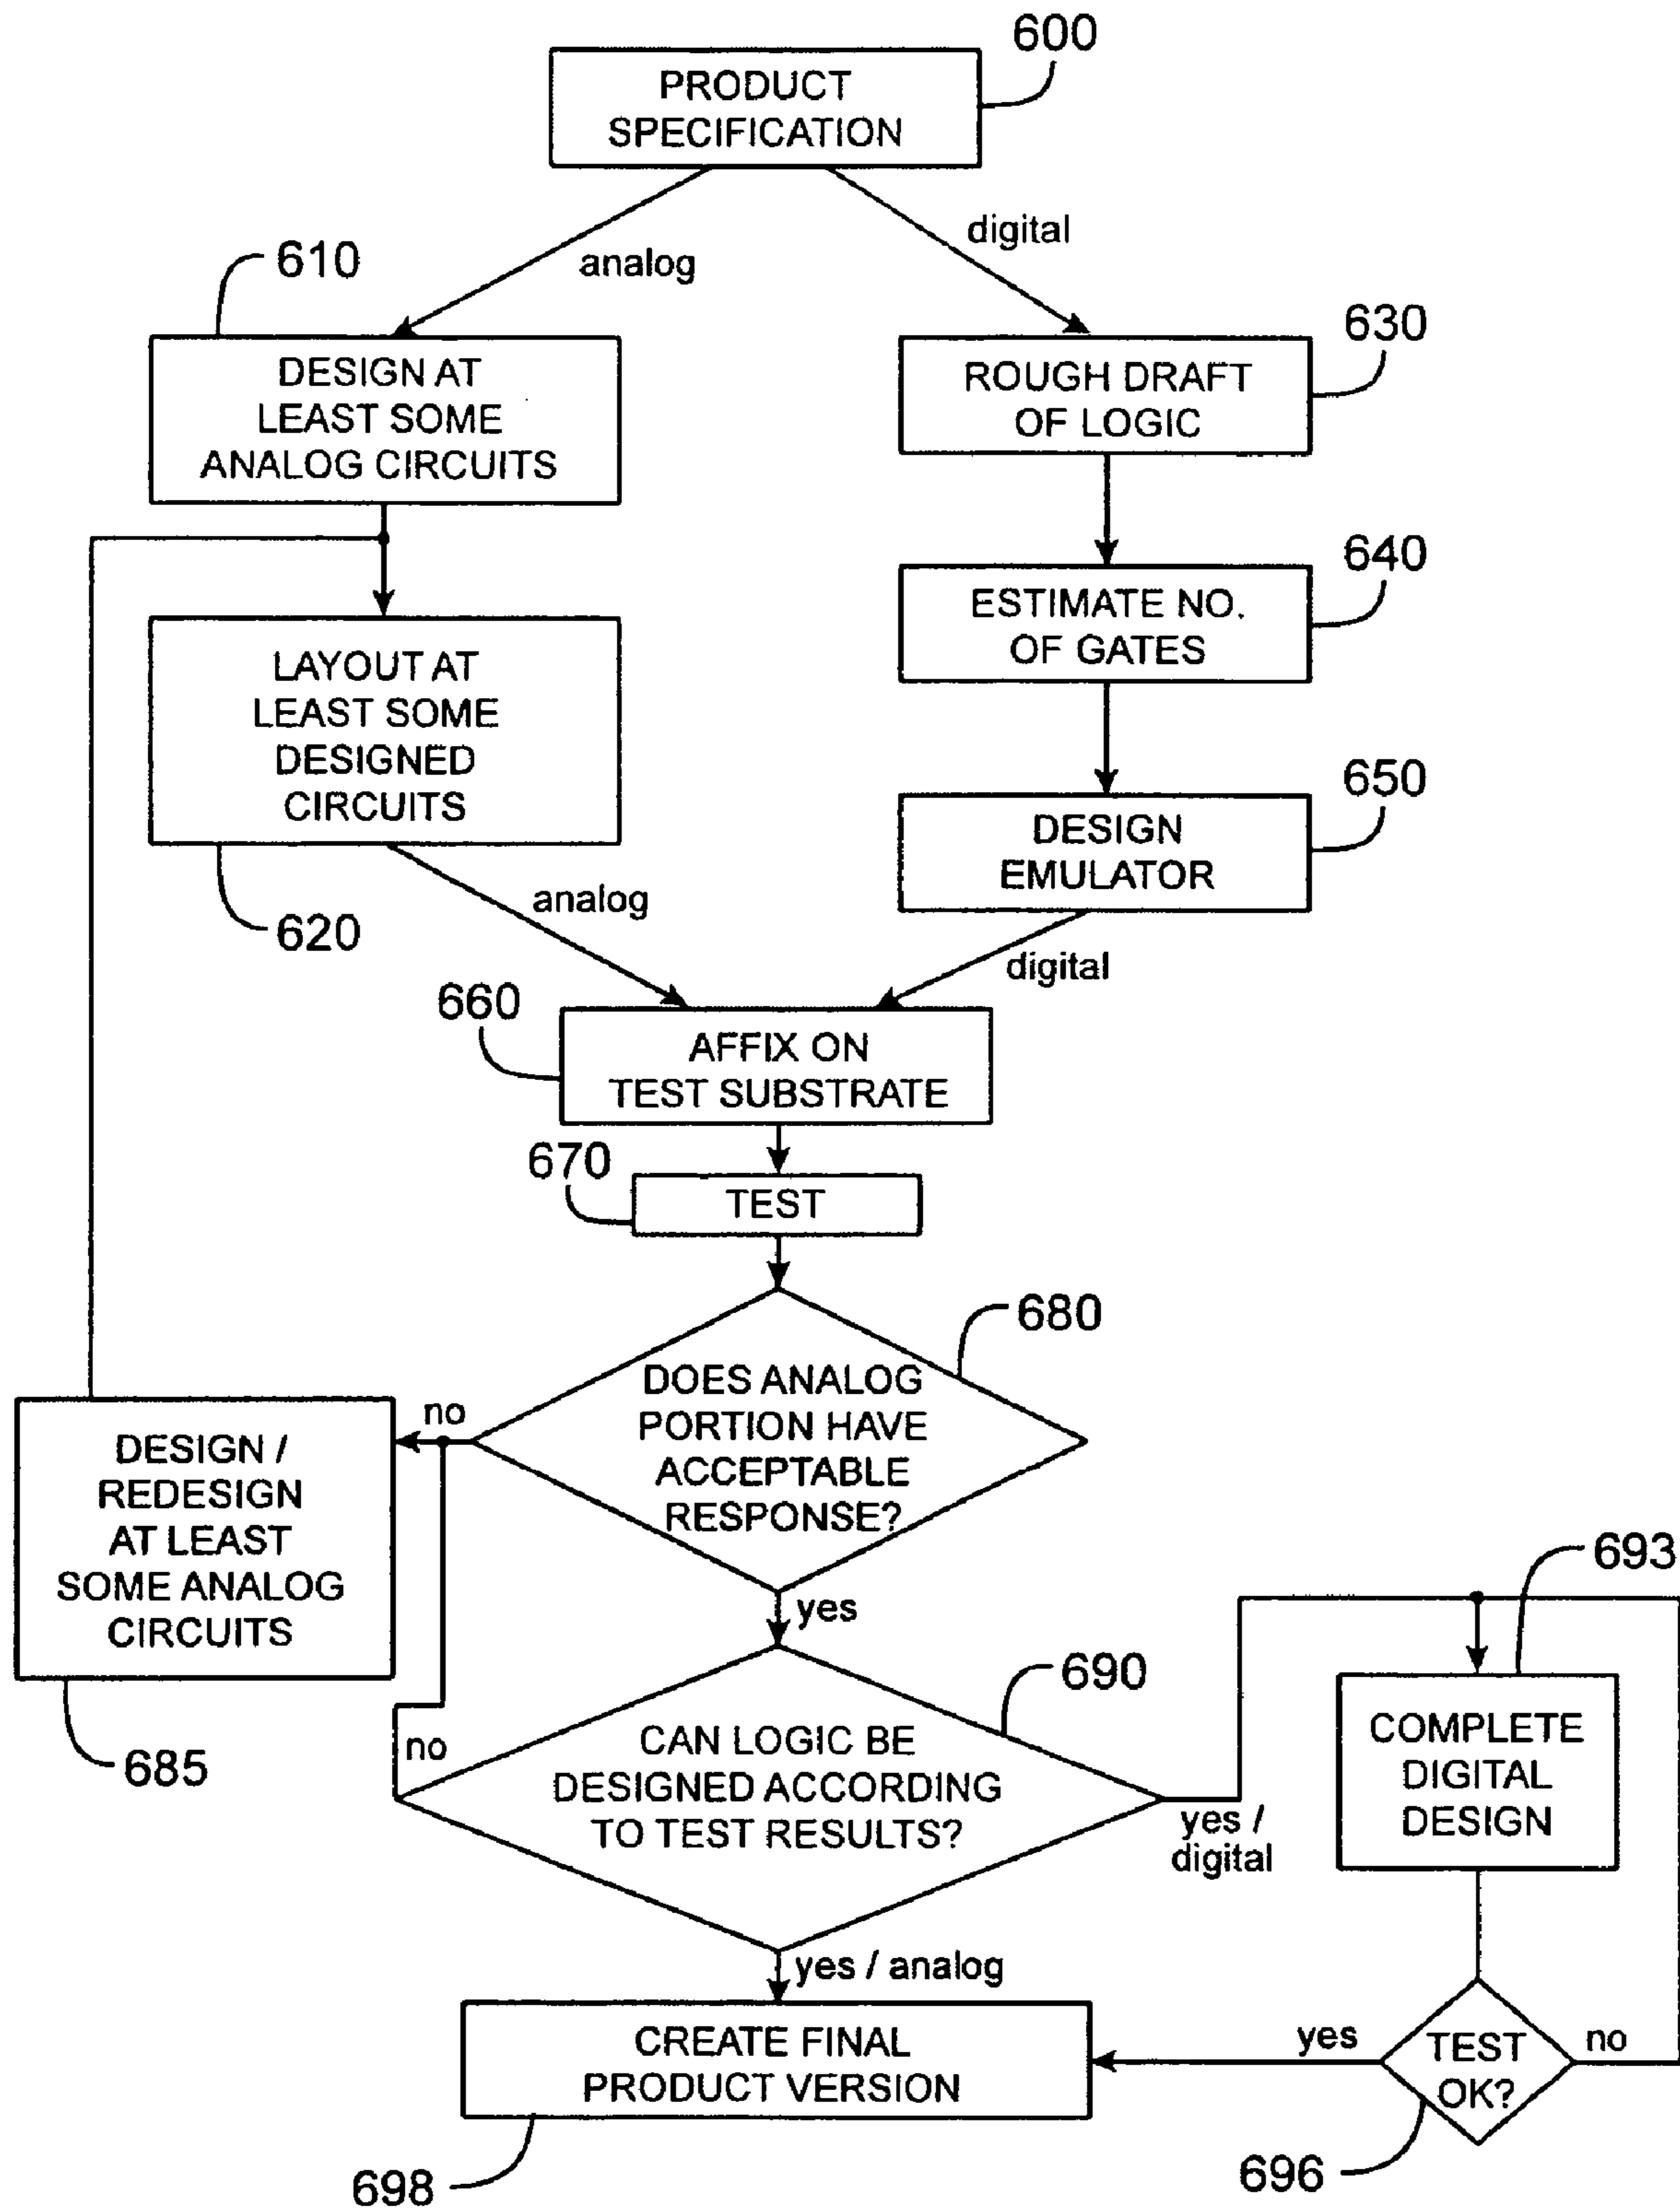 600
PRODUCT
SPECIFICATION
analog
digital
610
DESIGN AT
LEAST SOME
ANALOG CIRCUITS
630
ROUGH DRAFT
OF LOGIC
640
ESTIMATE NO.
OF GATES
LAYOUT AT
LEAST SOME
DESIGNED
CIRCUITS
620
650
DESIGN
EMULATOR
analog
digital
660
AFFIX ON
TEST SUBSTRATE
670
TEST
680
DOES ANALOG
PORTION HAVE
ACCEPTABLE
RESPONSE?
no
DESIGN /
REDESIGN
AT LEAST
SOME ANALOG
CIRCUITS
685
yes
690
CAN LOGIC BE
DESIGNED ACCORDING
TO TEST RESULTS?
no
yes /
digital
693
COMPLETE
DIGITAL
DESIGN
yes / analog
CREATE FINAL
PRODUCT VERSION
698
yes
TEST
OK?
no
696